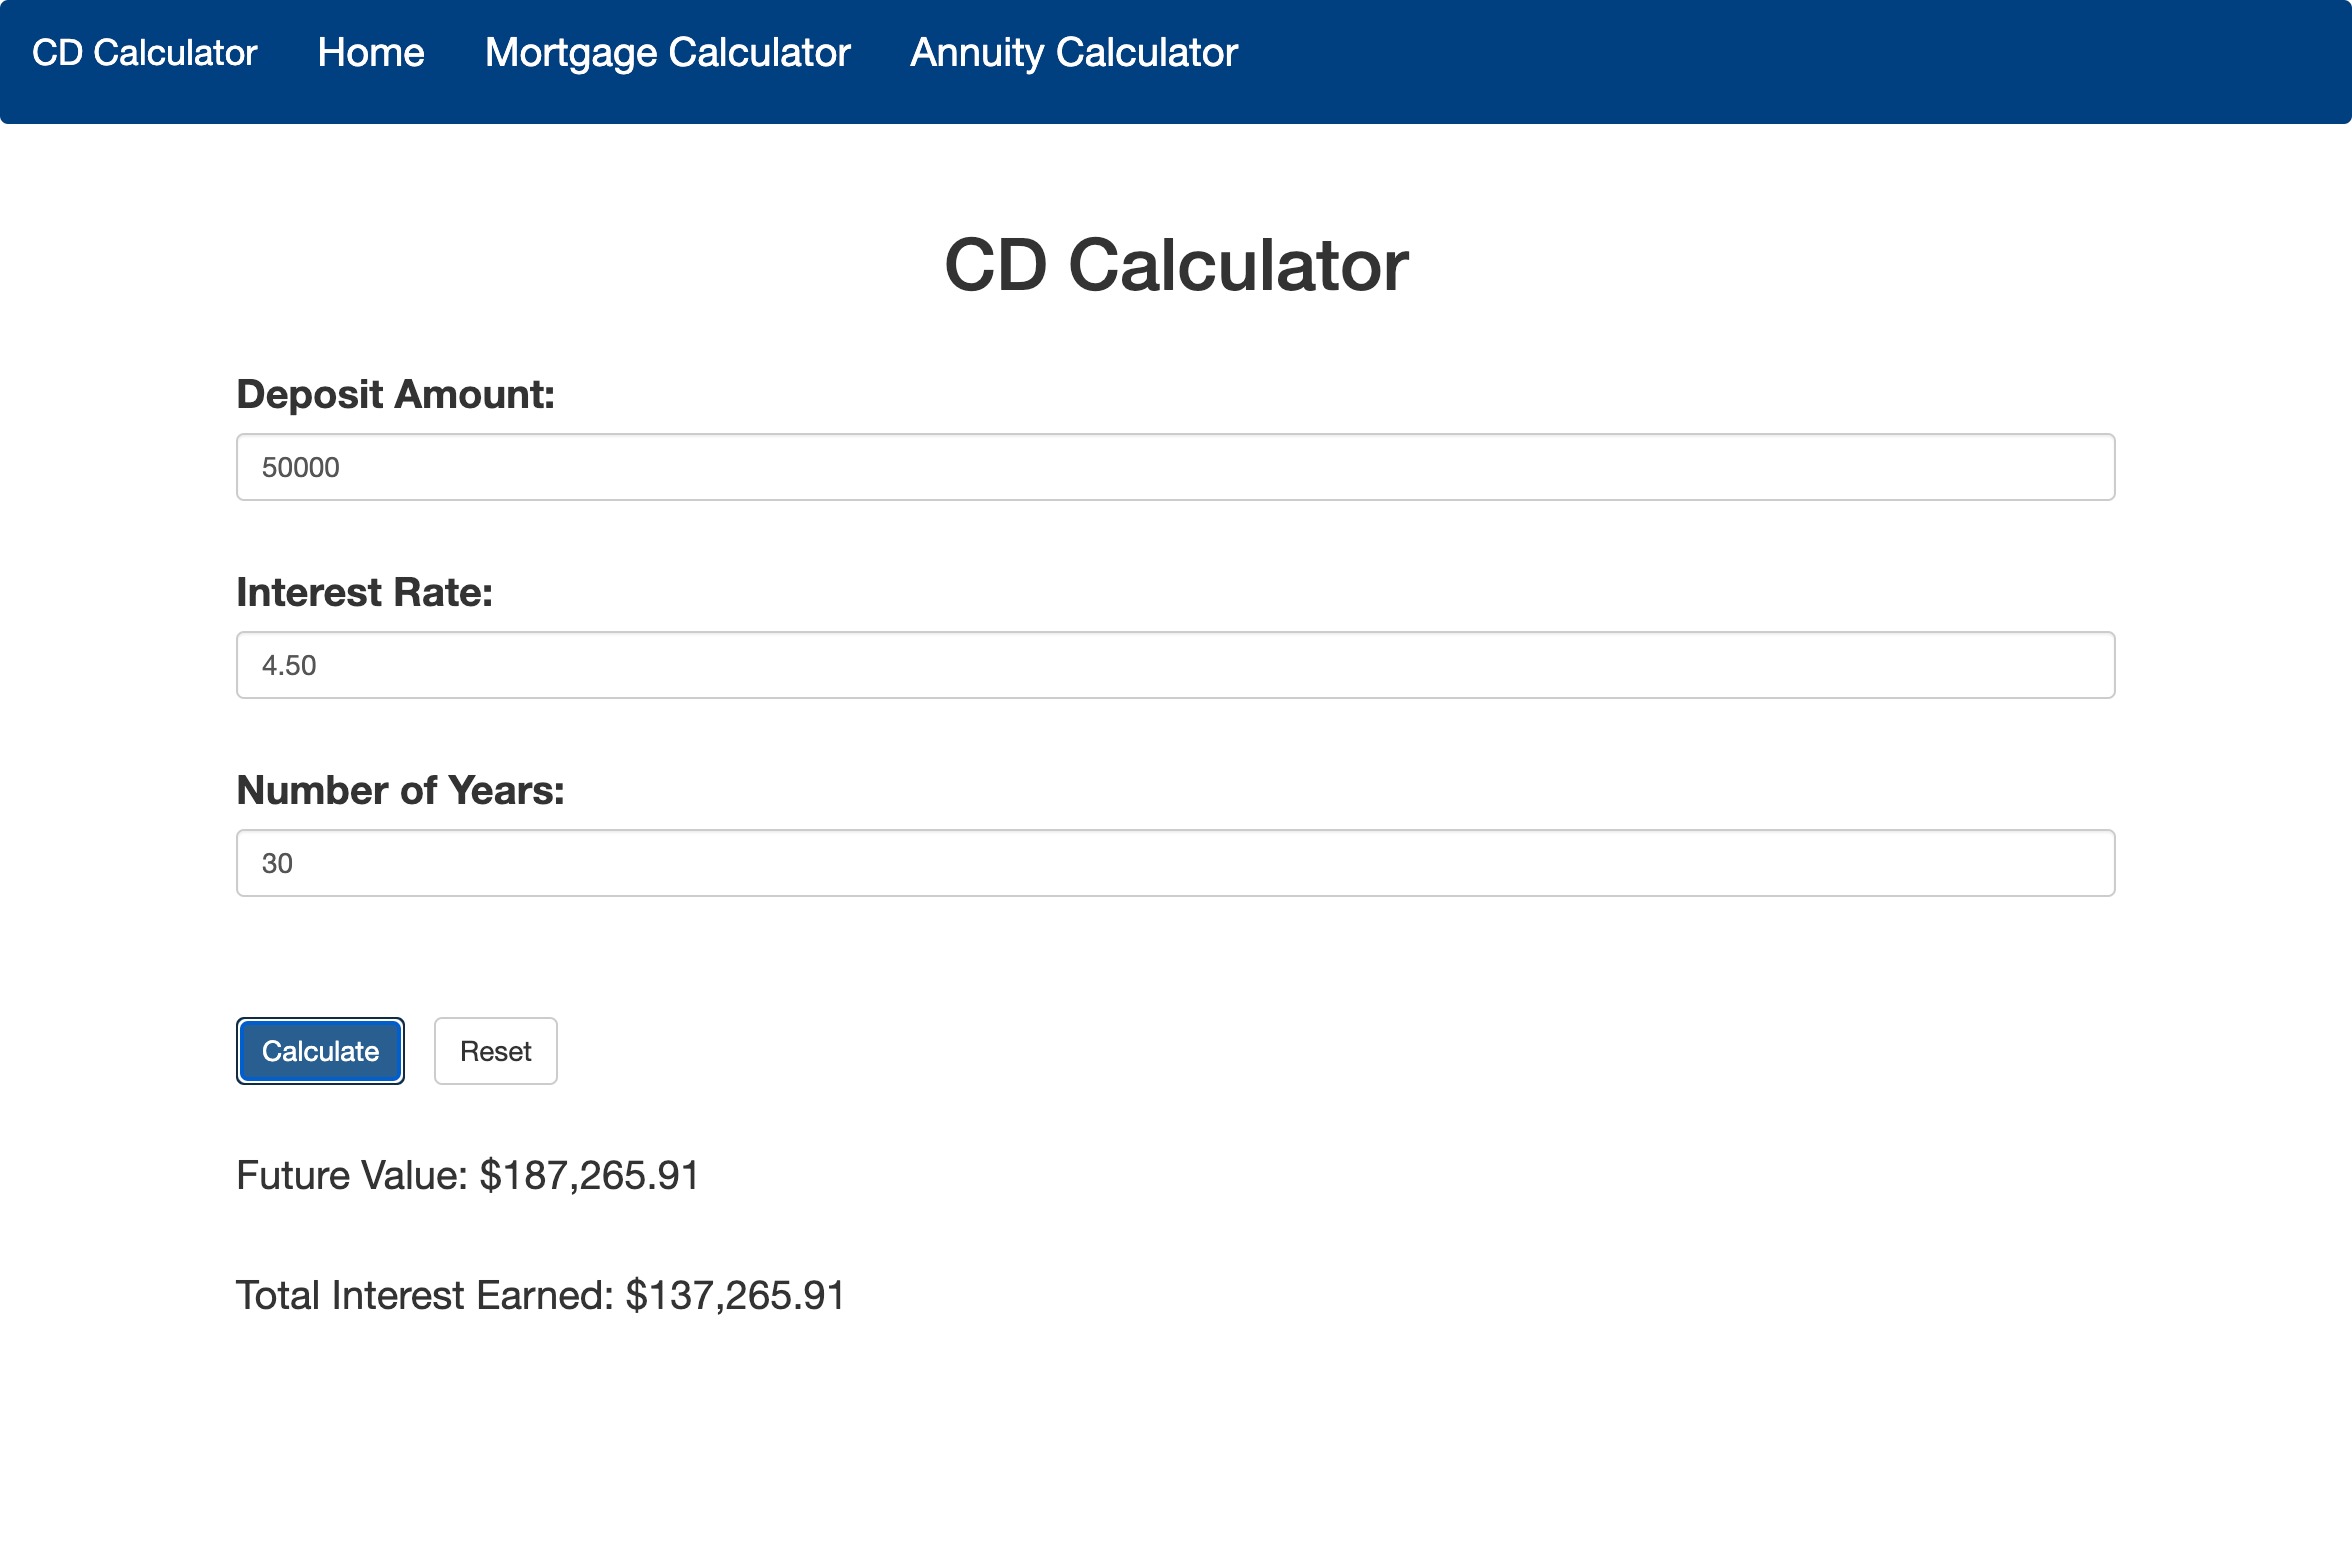 CD Calculator Home Mortgage Calculator Annuity Calculator
CD Calculator
Deposit Amount:
50000
Interest Rate:
4.50
Number of Years:
30
Calculate Reset
Future Value: $187,265.91
Total Interest Earned: $137,265.91